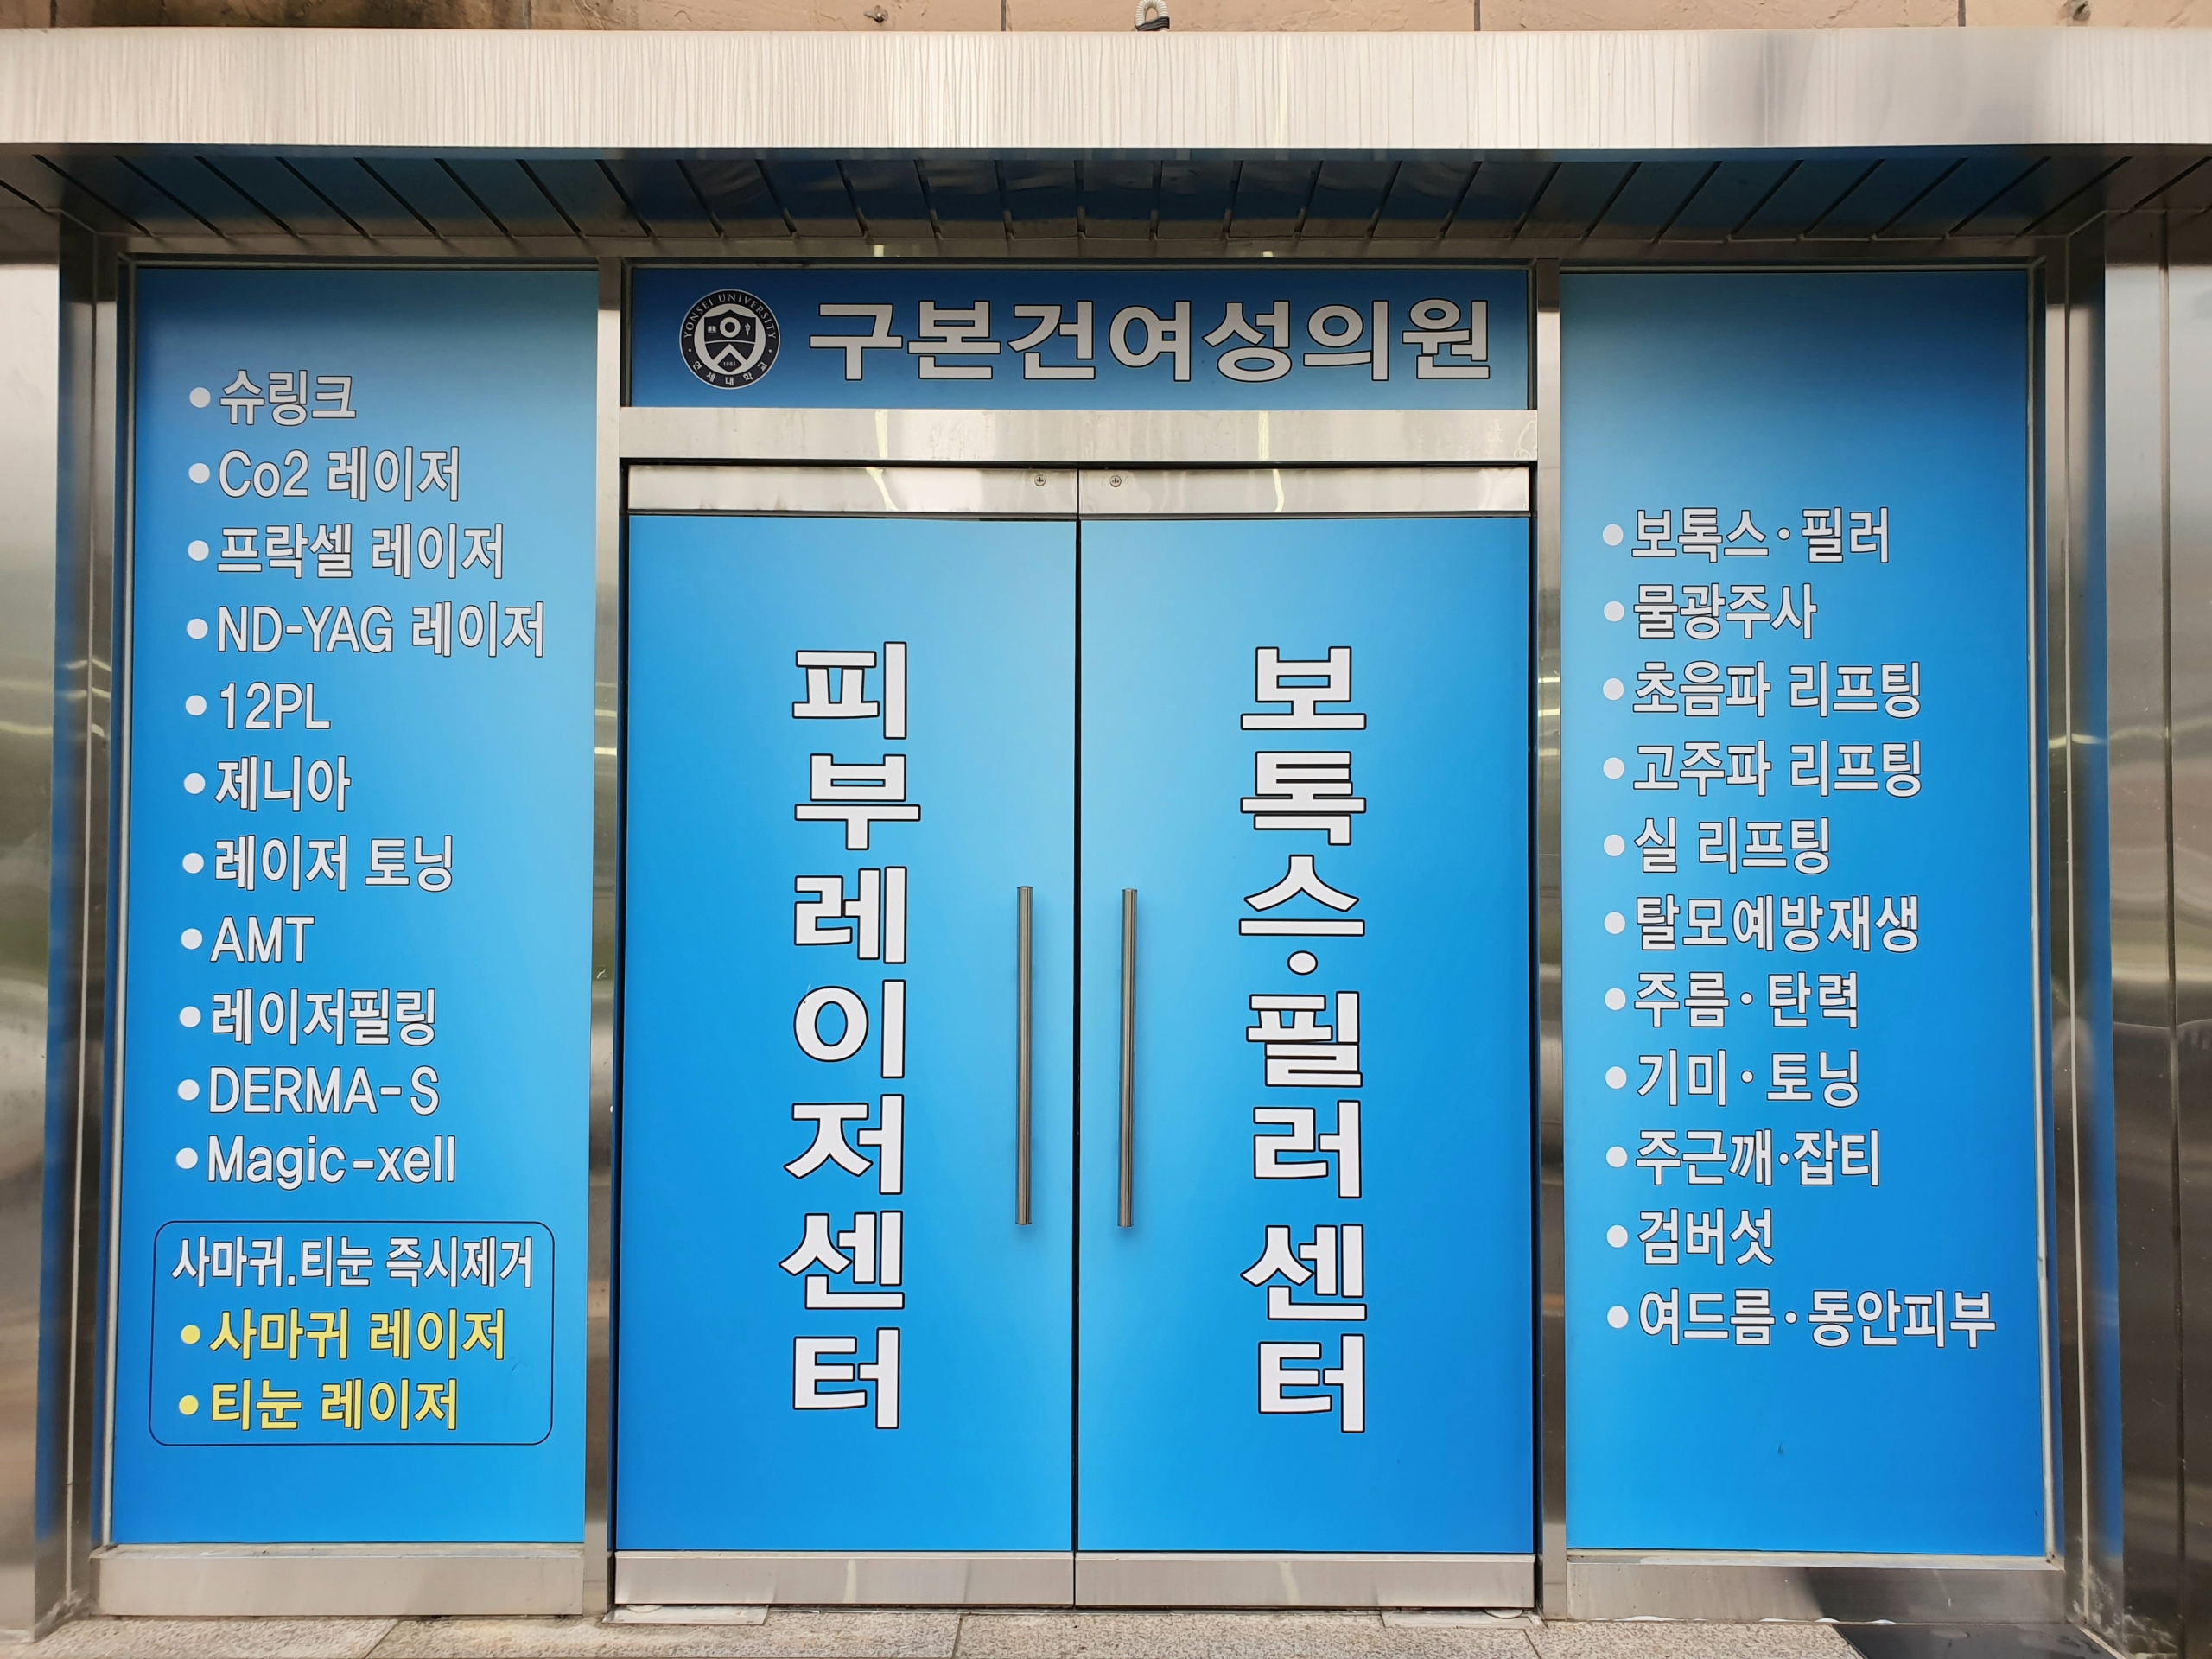 YONSEI UNIVERSITY
1885
연세대학교
구본건여성의원
슈링크
Co2 레이저
프락셀 레이저
ND-YAG 레이저
12PL
제니아
레이저 토닝
AMT
레이저필링
DERMA-S
Magic-xell
사마귀.티눈 즉시제거
사마귀 레이저
티눈 레이저
피부레이저센터
보톡스·필러센터
보톡스·필러
물광주사
초음파 리프팅
고주파 리프팅
실 리프팅
탈모예방재생
주름·탄력
기미·토닝
주근깨·잡티
검버섯
여드름·동안피부